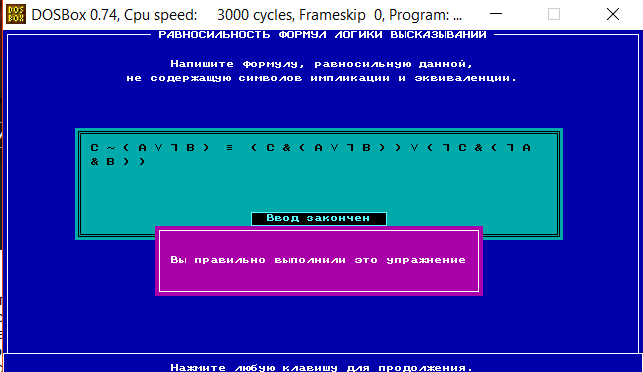 DOSBox 0.74, Cpu speed: 3000 cycles, Frameskip 0, Program: ...
РАВНОСИЛЬНОСТЬ ФОРМУЛ ЛОГИКИ ВЫСКАЗЫВАНИЙ
Напишите формулу, равносильную данной,
не содержащую символов импликации и эквиваленции.
C ~ ( A ∨ ⅂ B ) ≡ ( C & ( A ∨ ⅂ B ) ) ∨ ( ⅂ C & ( ⅂ A
& B ) )
Ввод закончен
Вы правильно выполнили это упражнение
Нажмите любую клавишу для продолжения.